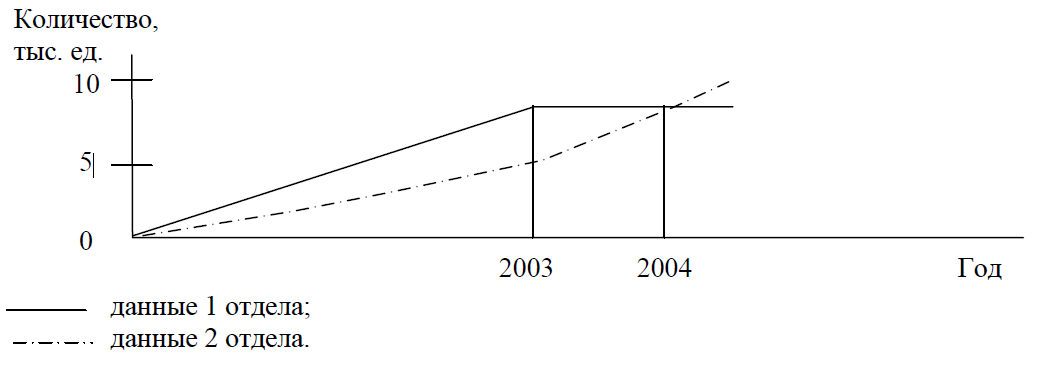 Количество,
тыс. ед.
10
5
0
2003 2004 Год
данные 1 отдела;
данные 2 отдела.